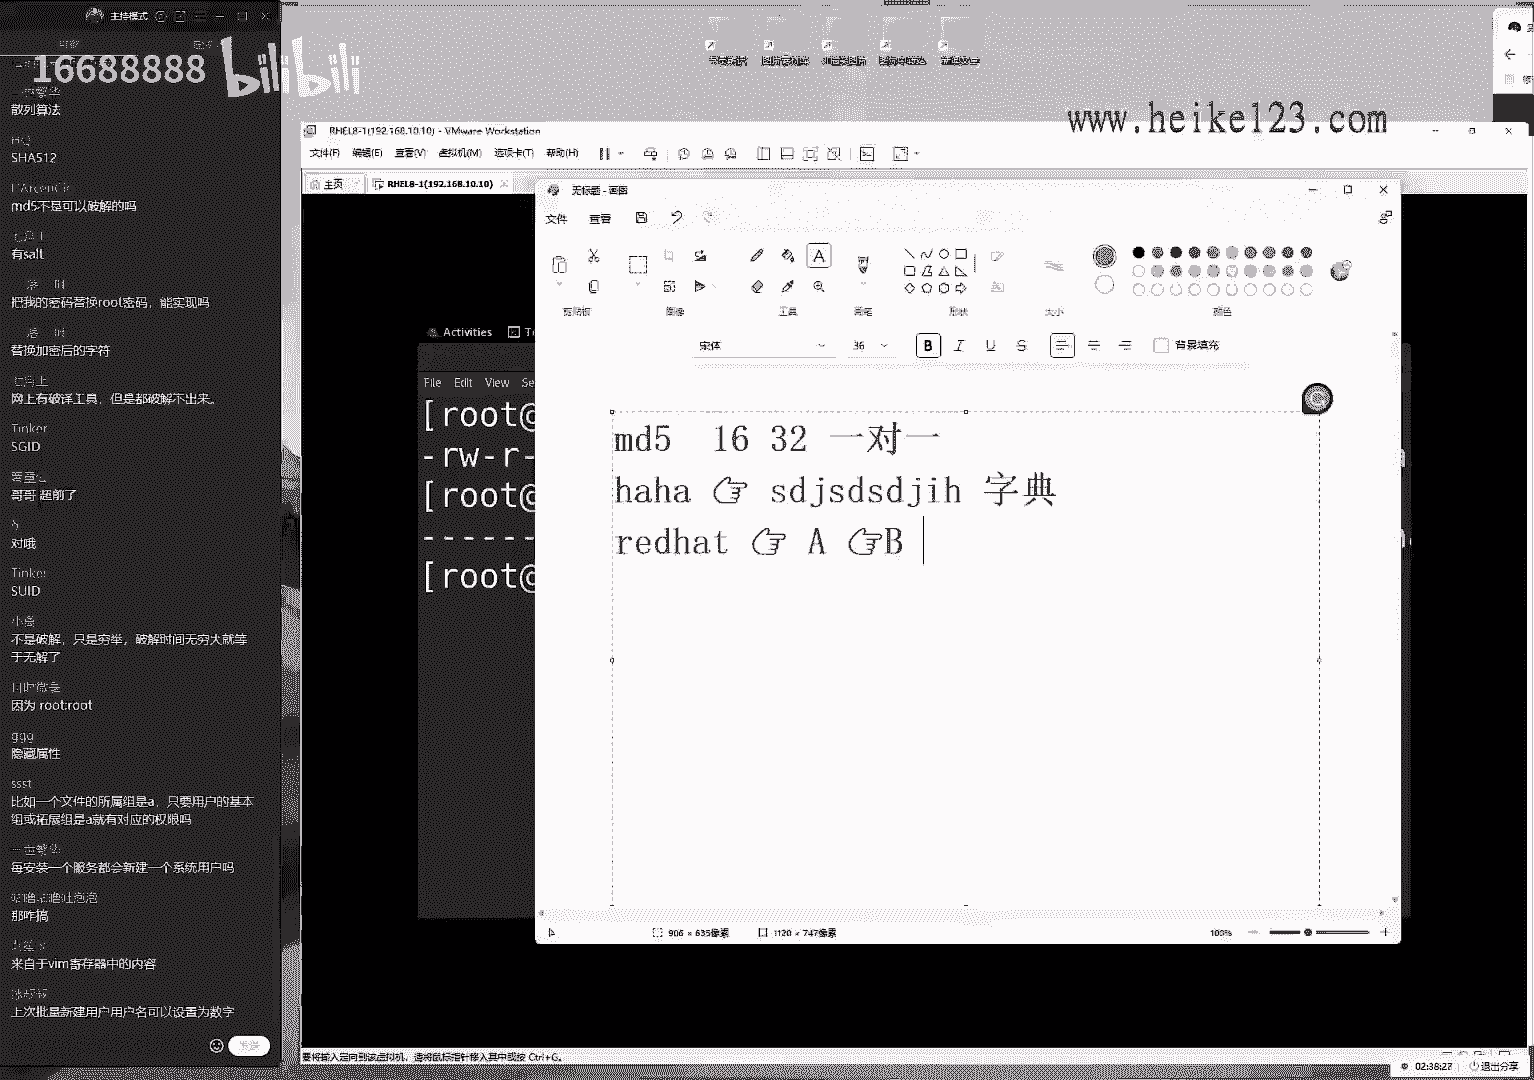 主持模式
16688888 bilibili
散列算法
SHA512
md5不是可以破解的吗
有salt
把我的密码替换root密码，能实现吗
替换加密后的字符
网上有破译工具，但是都破解不出来。
Tinker
SGID
哥哥 超前了
对哦
Tinker
SUID
不是破解，只是穷举，破解时间无穷大就等
于无解了
因为 root:root
gqq
隐藏属性
ssst
比如一个文件的所属组是a，只要用户的基本
组或拓展组是a就有对应的权限吗
每安装一个服务都会新建一个系统用户吗
那咋搞
来自于vim寄存器中的内容
上次批量新建用户用户名可以设置为数字
www.heike123.com
RHEL8-1(192.168.10.10) - VMware Workstation
文件(F) 编辑(E) 查看(V) 虚拟机(M) 选项卡(T) 帮助(H)
主页 RHEL8-1(192.168.10.10)
无标题 - 画图
文件 查看
剪贴板 图像 工具 形状 大小 颜色
宋体 36 B I U S 背景填充
Activities
File Edit View Se
[root@
-rw-r-
[root@
------
[root@
md5 16 32 一对一
haha 👉 sdjsdsdjih 字典
redhat 👉 A 👉B
906 × 635像素 1120 × 747像素 100%
要将输入定向到该虚拟机，请将鼠标指针移入其中或按 Ctrl+G。
02:38:27 退出分享